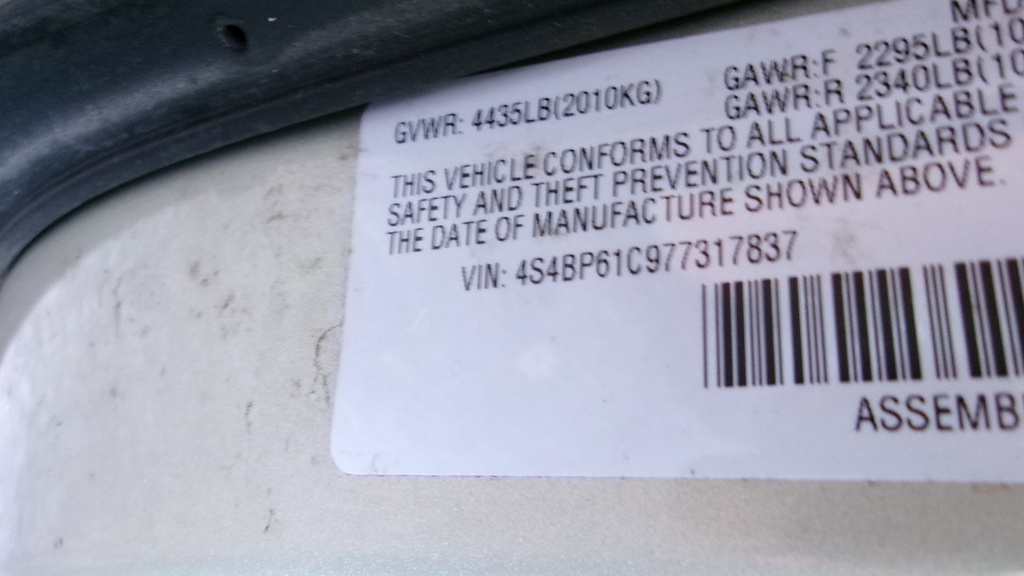 MFD
GVWR: 4435LB(2010KG) GAWR:F 2295LB(10
GAWR:R 2340LB(10
THIS VEHICLE CONFORMS TO ALL APPLICABLE
SAFETY AND THEFT PREVENTION STANDARDS
THE DATE OF MANUFACTURE SHOWN ABOVE.
VIN: 4S4BP61C977317837
ASSEMB